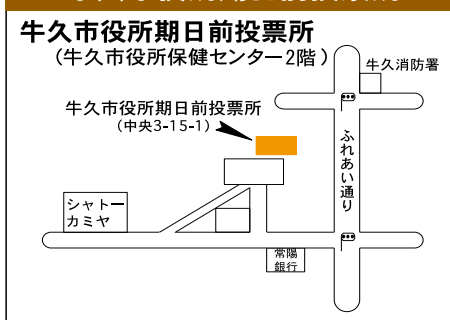 牛久市役所期日前投票所
(牛久市役所保健センター2階)
牛久消防署
牛久市役所期日前投票所
(中央3-15-1)
ふれあい通り
シャトー
カミヤ
常陽
銀行